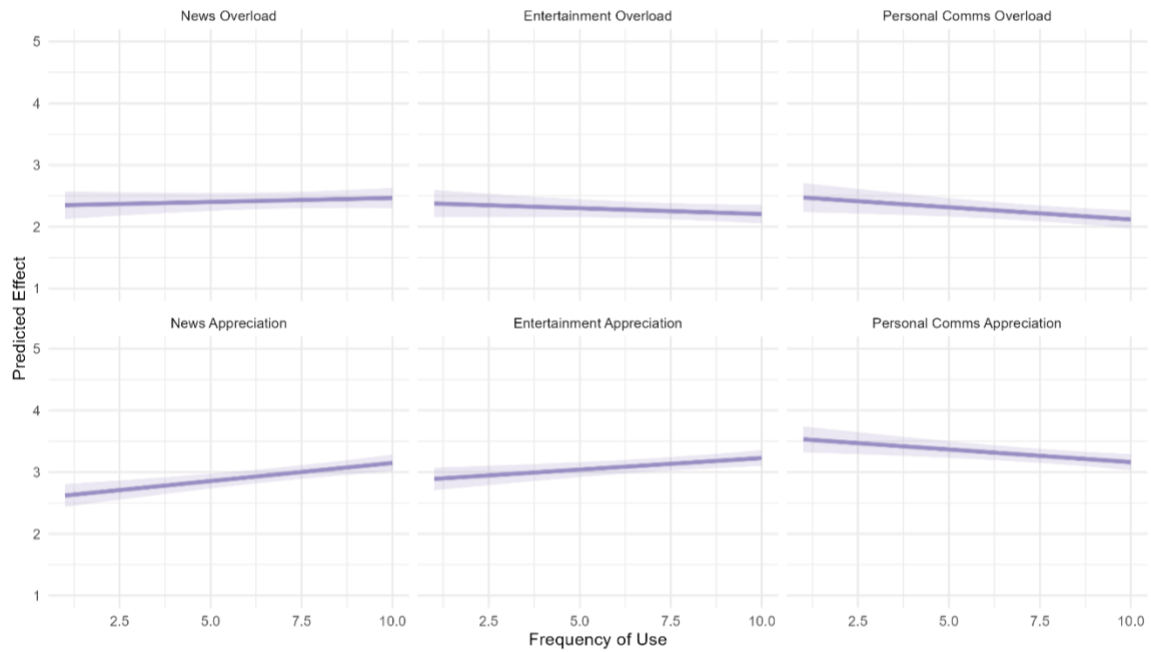 News Overload
Entertainment Overload
Personal Comms Overload
5
4
3
2
1
Predicted Effect
News Appreciation
Entertainment Appreciation
Personal Comms Appreciation
5
4
3
2
1
2.5 5.0 7.5 10.0
2.5 5.0 7.5 10.0
2.5 5.0 7.5 10.0
Frequency of Use